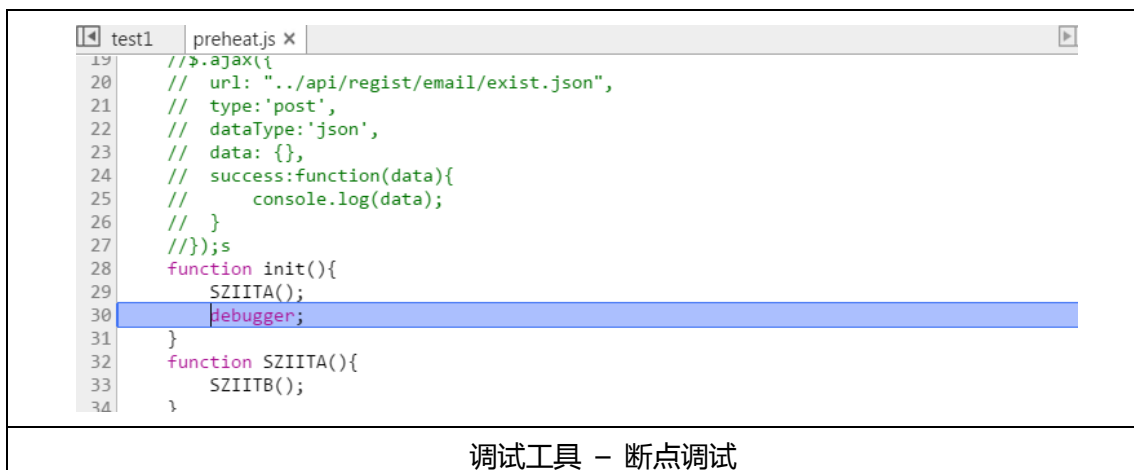 test1 preheat.js ×
19 //$.ajax({
20 // url: "../api/regist/email/exist.json",
21 // type:'post',
22 // dataType:'json',
23 // data: {},
24 // success:function(data){
25 // console.log(data);
26 // }
27 //});s
28 function init(){
29 SZIITA();
30 debugger;
31 }
32 function SZIITA(){
33 SZIITB();
34 }
调试工具 – 断点调试